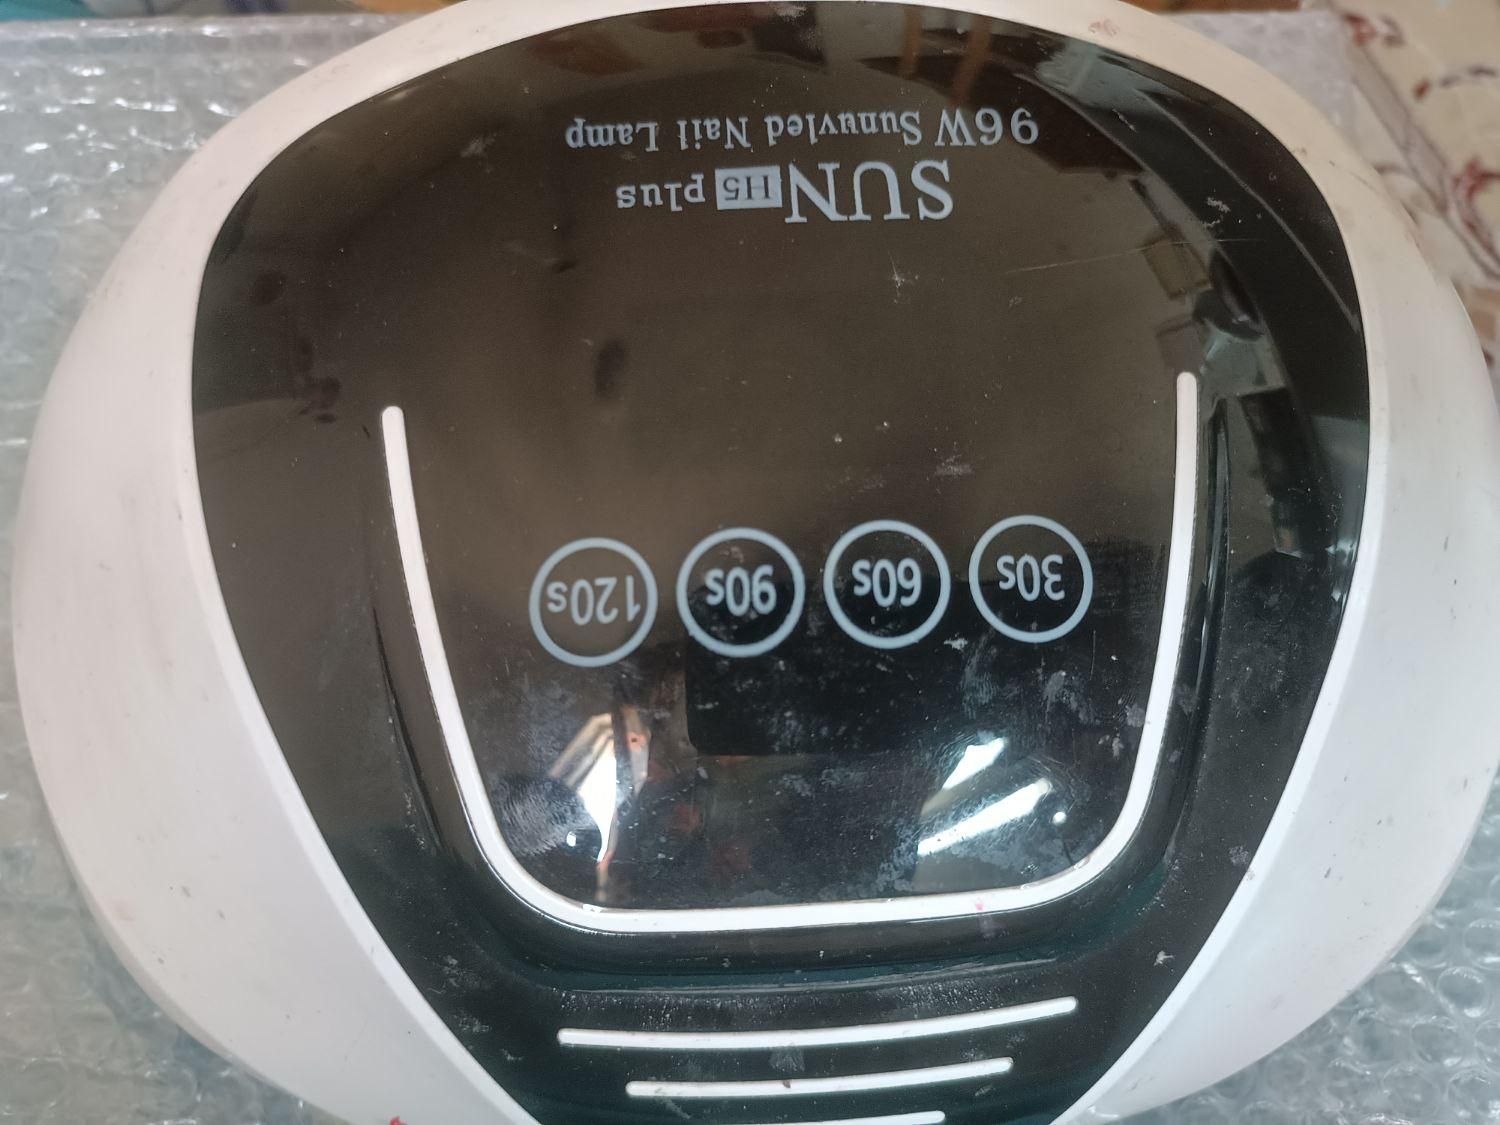 30s 60s 90s 120s
SUN H5 plus
96W Sunuvled Nail Lamp